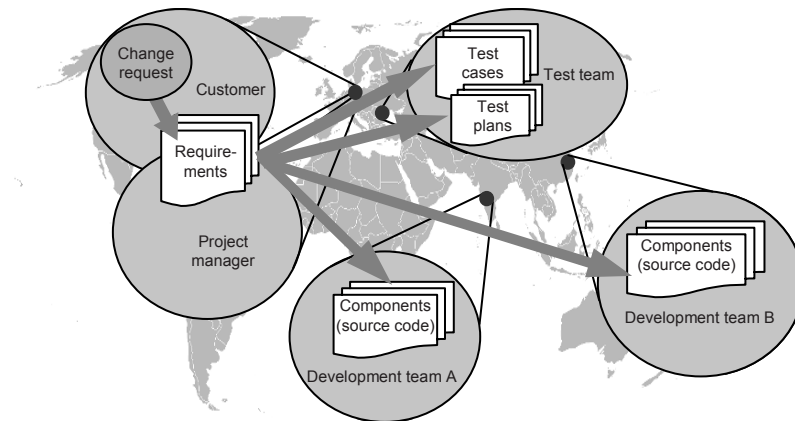 Change
request
Customer
Require-
ments
Project
manager
Test
cases
Test team
Test
plans
Components
(source code)
Development team A
Components
(source code)
Development team B